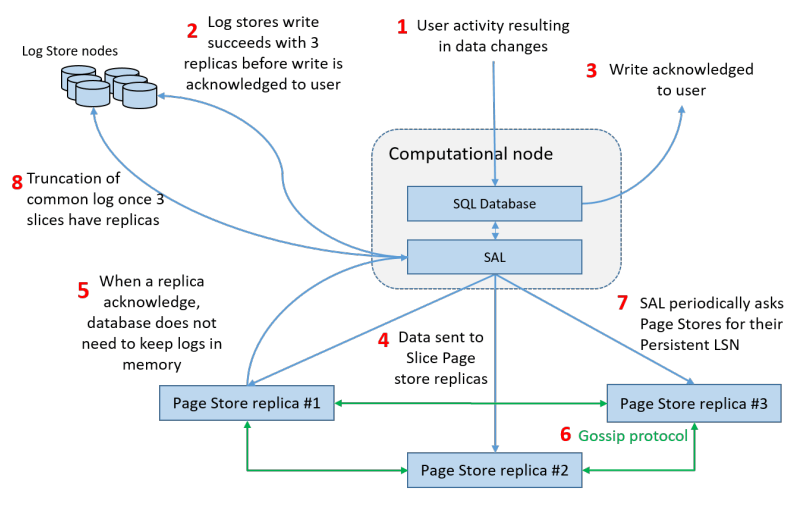 1 User activity resulting
in data changes
2 Log stores write
succeeds with 3
replicas before write is
acknowledged to user
Log Store nodes
3 Write acknowledged
to user
Computational node
SQL Database
SAL
8 Truncation of
common log once 3
slices have replicas
5 When a replica
acknowledge,
database does not
need to keep logs in
memory
4 Data sent to
Slice Page
store replicas
7 SAL periodically asks
Page Stores for their
Persistent LSN
Page Store replica #1
Page Store replica #3
6 Gossip protocol
Page Store replica #2